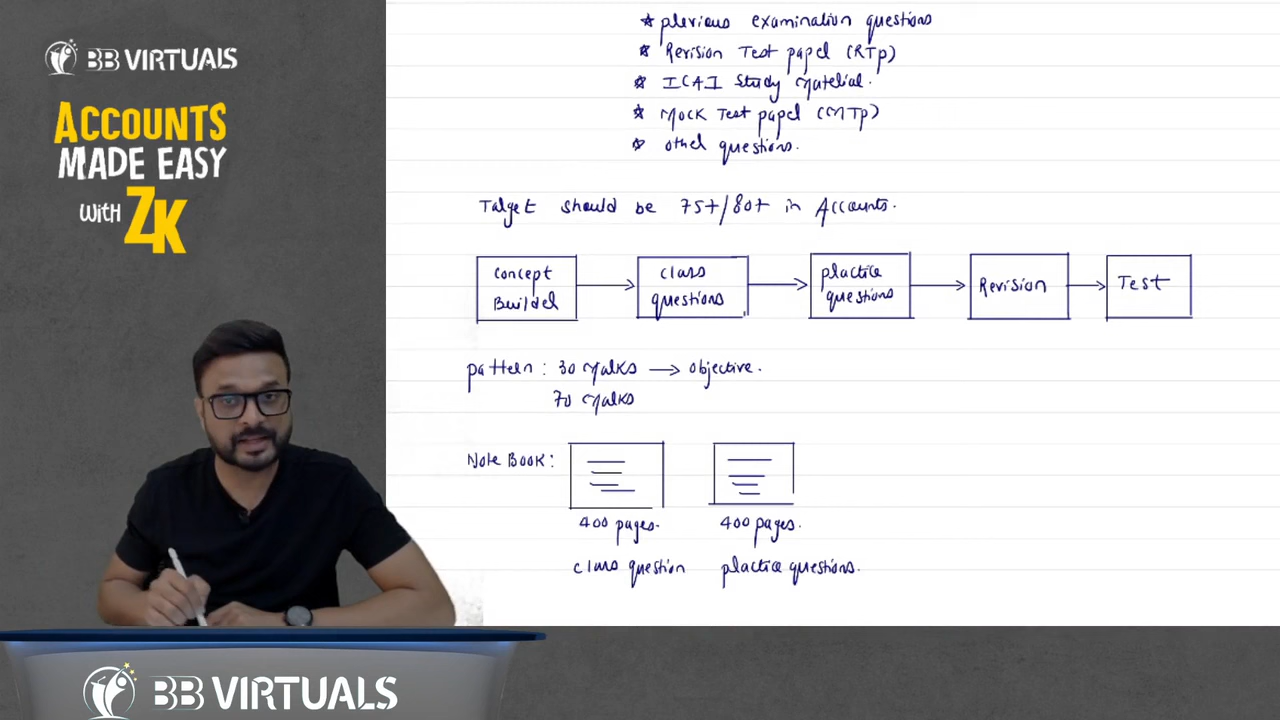 BB VIRTUALS
ACCOUNTS
MADE EASY
WITH ZK
* previous examination questions
* Revision Test paper (RTP)
* ICAI Study Material.
* Mock Test paper (MTP)
* other questions.
Target should be 75+/80+ in Accounts.
Concept Builder → class questions → practice questions → Revision → Test
pattern : 30 Marks → objective.
70 Marks
Note Book :
400 pages. 400 pages.
class question practice questions.
BB VIRTUALS